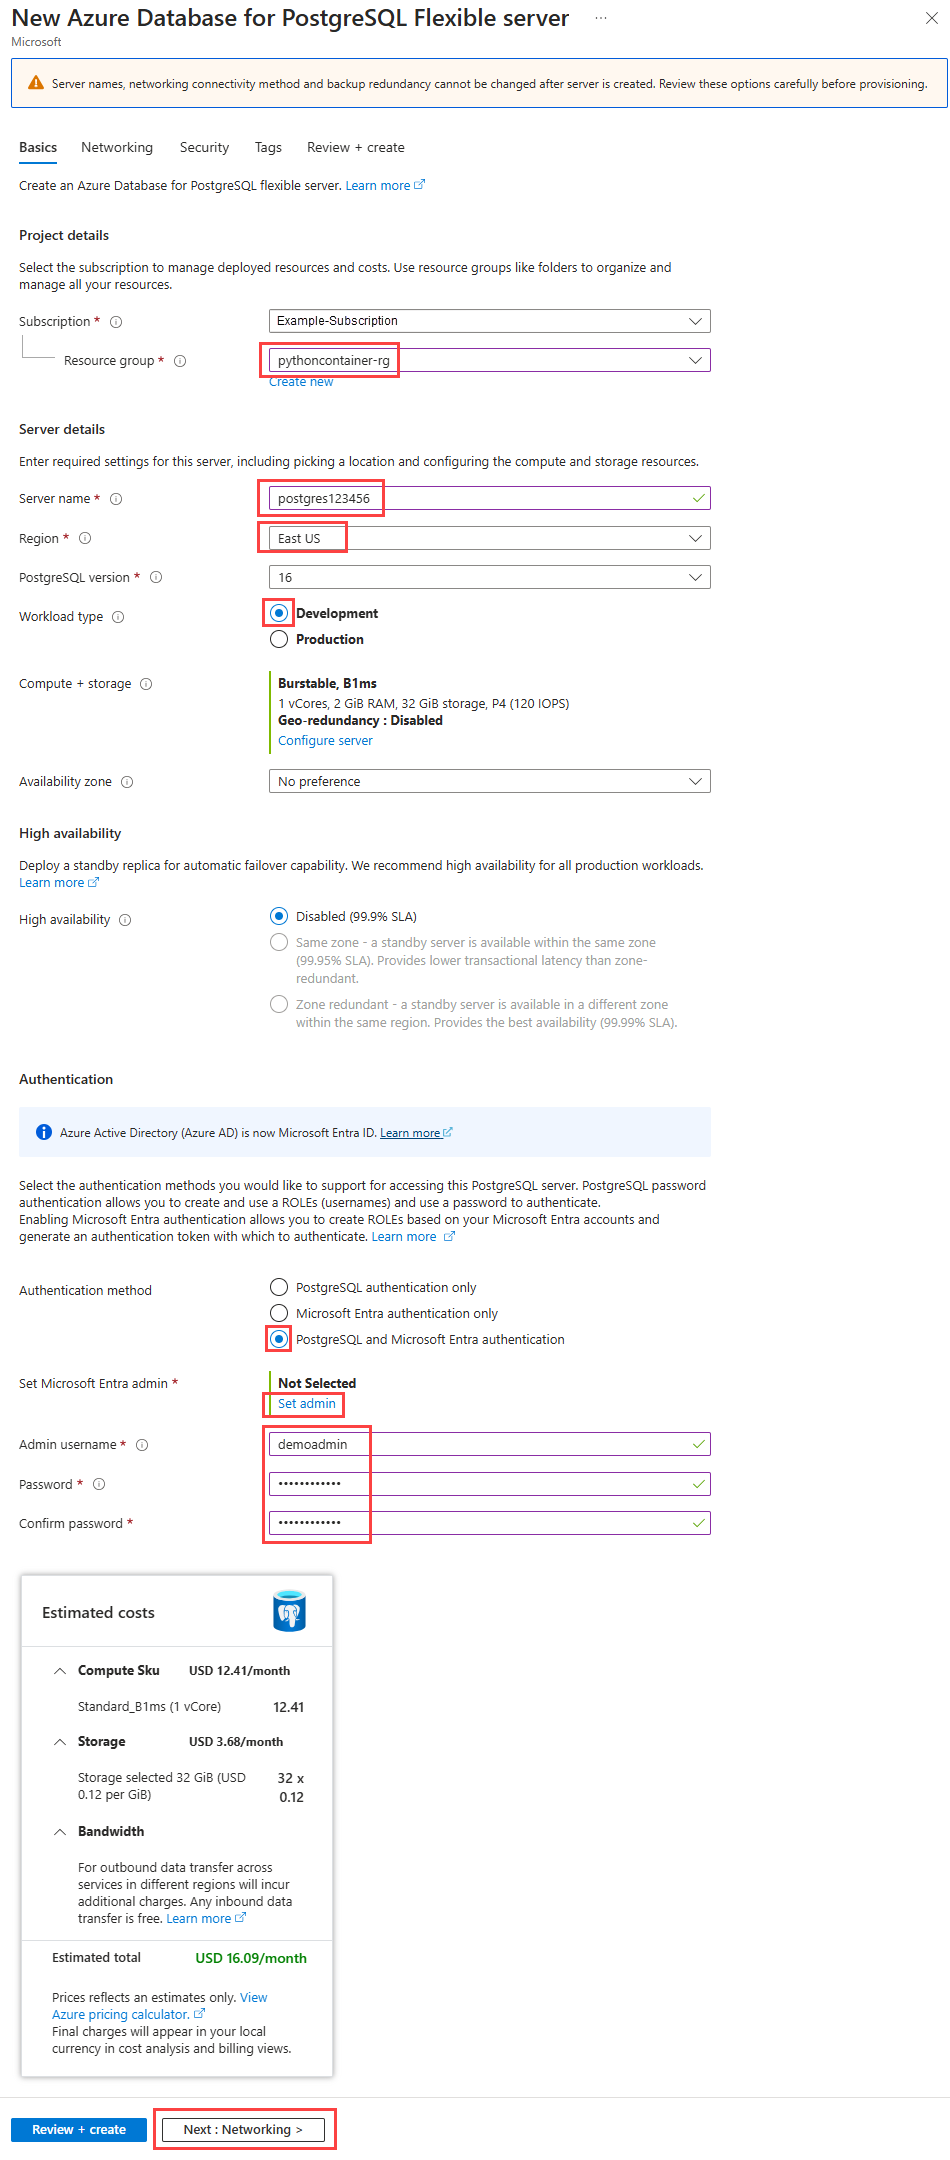 New Azure Database for PostgreSQL Flexible server ...
Microsoft
Server names, networking connectivity method and backup redundancy cannot be changed after server is created. Review these options carefully before provisioning.
Basics Networking Security Tags Review + create
Create an Azure Database for PostgreSQL flexible server. Learn more
Project details
Select the subscription to manage deployed resources and costs. Use resource groups like folders to organize and
manage all your resources.
Subscription * Example-Subscription
Resource group * pythoncontainer-rg
Create new
Server details
Enter required settings for this server, including picking a location and configuring the compute and storage resources.
Server name * postgres123456
Region * East US
PostgreSQL version * 16
Workload type Development
Production
Compute + storage Burstable, B1ms
1 vCores, 2 GiB RAM, 32 GiB storage, P4 (120 IOPS)
Geo-redundancy : Disabled
Configure server
Availability zone No preference
High availability
Deploy a standby replica for automatic failover capability. We recommend high availability for all production workloads.
Learn more
High availability Disabled (99.9% SLA)
Same zone - a standby server is available within the same zone
(99.95% SLA). Provides lower transactional latency than zone-
redundant.
Zone redundant - a standby server is available in a different zone
within the same region. Provides the best availability (99.99% SLA).
Authentication
Azure Active Directory (Azure AD) is now Microsoft Entra ID. Learn more
Select the authentication methods you would like to support for accessing this PostgreSQL server. PostgreSQL password
authentication allows you to create and use a ROLEs (usernames) and use a password to authenticate.
Enabling Microsoft Entra authentication allows you to create ROLEs based on your Microsoft Entra accounts and
generate an authentication token with which to authenticate. Learn more
Authentication method PostgreSQL authentication only
Microsoft Entra authentication only
PostgreSQL and Microsoft Entra authentication
Set Microsoft Entra admin * Not Selected
Set admin
Admin username * demoadmin
Password * ••••••••••••
Confirm password * ••••••••••••
Estimated costs
Compute Sku USD 12.41/month
Standard_B1ms (1 vCore) 12.41
Storage USD 3.68/month
Storage selected 32 GiB (USD 32 x
0.12 per GiB) 0.12
Bandwidth
For outbound data transfer across
services in different regions will incur
additional charges. Any inbound data
transfer is free. Learn more
Estimated total USD 16.09/month
Prices reflects an estimates only. View
Azure pricing calculator.
Final charges will appear in your local
currency in cost analysis and billing views.
Review + create Next : Networking >